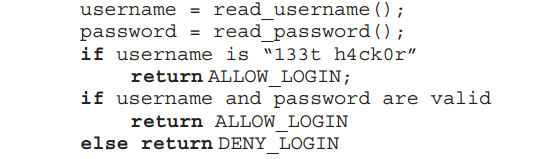 username = read_username();
password = read_password();
if username is “133t h4ck0r”
return ALLOW_LOGIN;
if username and password are valid
return ALLOW_LOGIN
else return DENY_LOGIN